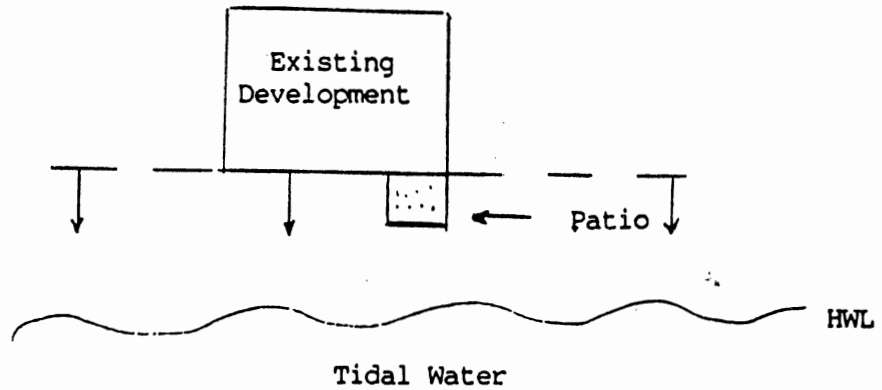 Existing
Development
Patio
HWL
Tidal Water